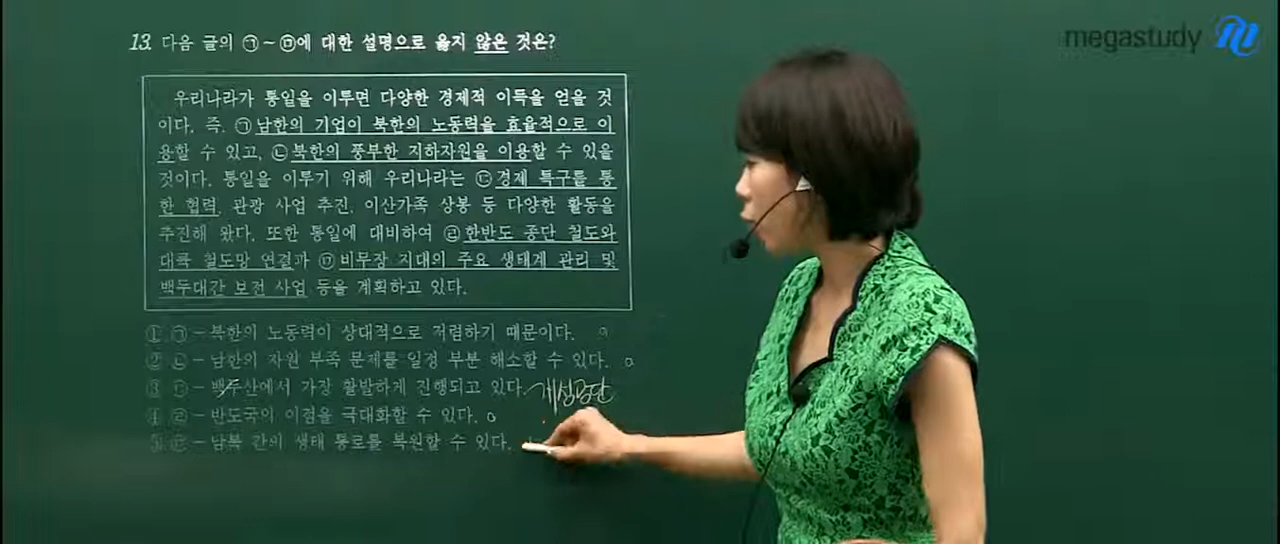 megastudy
13. 다음 글의 ㉠~㉤에 대한 설명으로 옳지 않은 것은?
우리나라가 통일을 이루면 다양한 경제적 이득을 얻을 것
이다. 즉, ㉠남한의 기업이 북한의 노동력을 효율적으로 이
용할 수 있고, ㉡북한의 풍부한 지하자원을 이용할 수 있을
것이다. 통일을 이루기 위해 우리나라는 ㉢경제 특구를 통
한 협력, 관광 사업 추진, 이산가족 상봉 등 다양한 활동을
추진해 왔다. 또한 통일에 대비하여 ㉣한반도 종단 철도와
대륙 철도망 연결과 ㉤비무장 지대의 주요 생태계 관리 및
백두대간 보전 사업 등을 계획하고 있다.
① ㉠-북한의 노동력이 상대적으로 저렴하기 때문이다. o
② ㉡-남한의 자원 부족 문제를 일정 부분 해소할 수 있다. o
③ ㉢-백두산에서 가장 활발하게 진행되고 있다. 개성공단
④ ㉣-반도국의 이점을 극대화할 수 있다. o
⑤ ㉤-남북 간의 생태 통로를 복원할 수 있다.